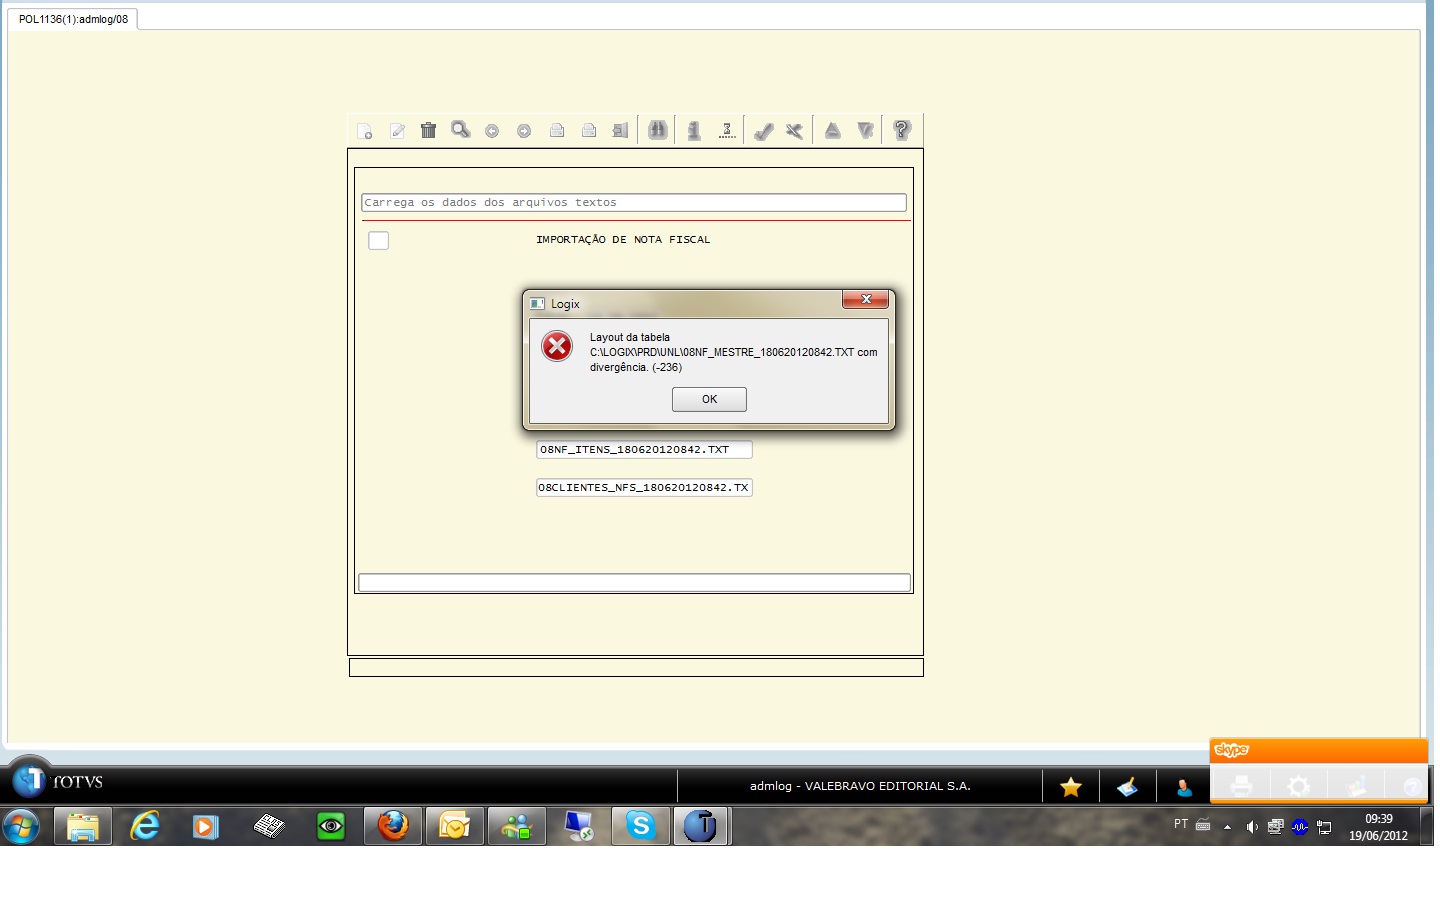 POL1136(1):admlog/08
Carrega os dados dos arquivos textos
IMPORTAÇÃO DE NOTA FISCAL
Logix
Layout da tabela
C:\LOGIX\PRD\UNL\08NF_MESTRE_180620120842.TXT com
divergência. (-236)
OK
08NF_ITENS_180620120842.TXT
08CLIENTES_NFS_180620120842.TX
skype
TOTVS
admlog - VALEBRAVO EDITORIAL S.A.
PT
09:39
19/06/2012